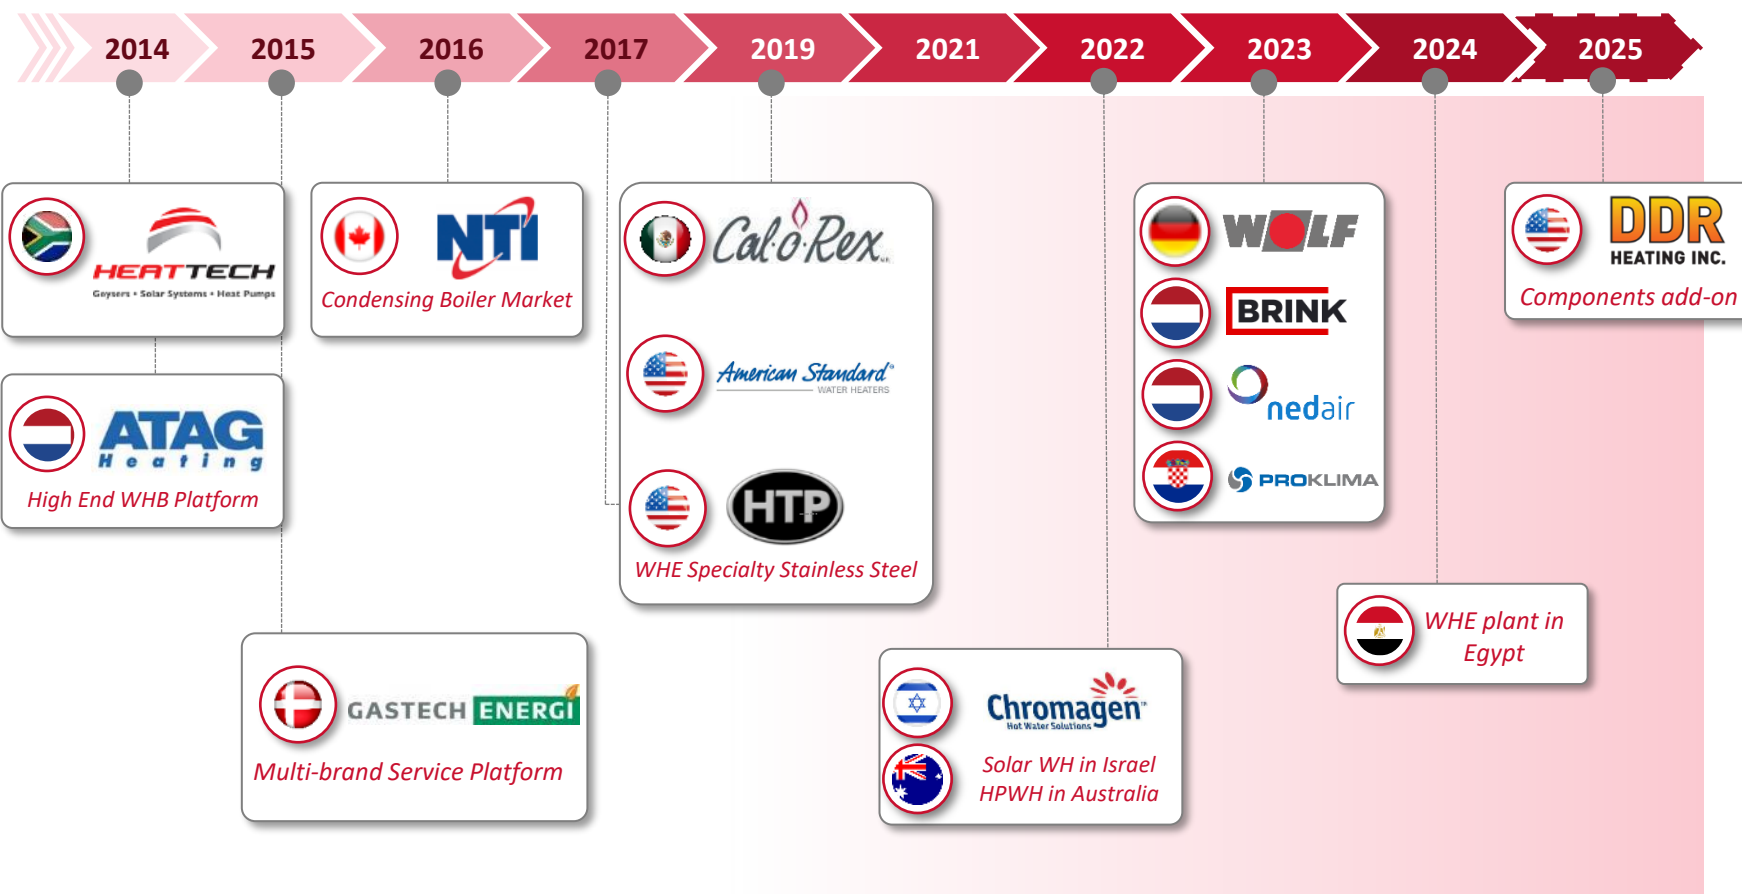 2014
2015
2016
2017
2019
2021
2022
2023
2024
2025
HEATTECH
Geysers • Solar Systems • Heat Pumps
ATAG
Heating
High End WHB Platform
GASTECH ENERGI
Multi-brand Service Platform
NTI
Condensing Boiler Market
Cal·o·Rex
American Standard®
WATER HEATERS
HTP
WHE Specialty Stainless Steel
Chromagen™
Hot Water Solutions
Solar WH in Israel
HPWH in Australia
WOLF
BRINK
nedair
PROKLIMA
WHE plant in
Egypt
DDR
HEATING INC.
Components add-on